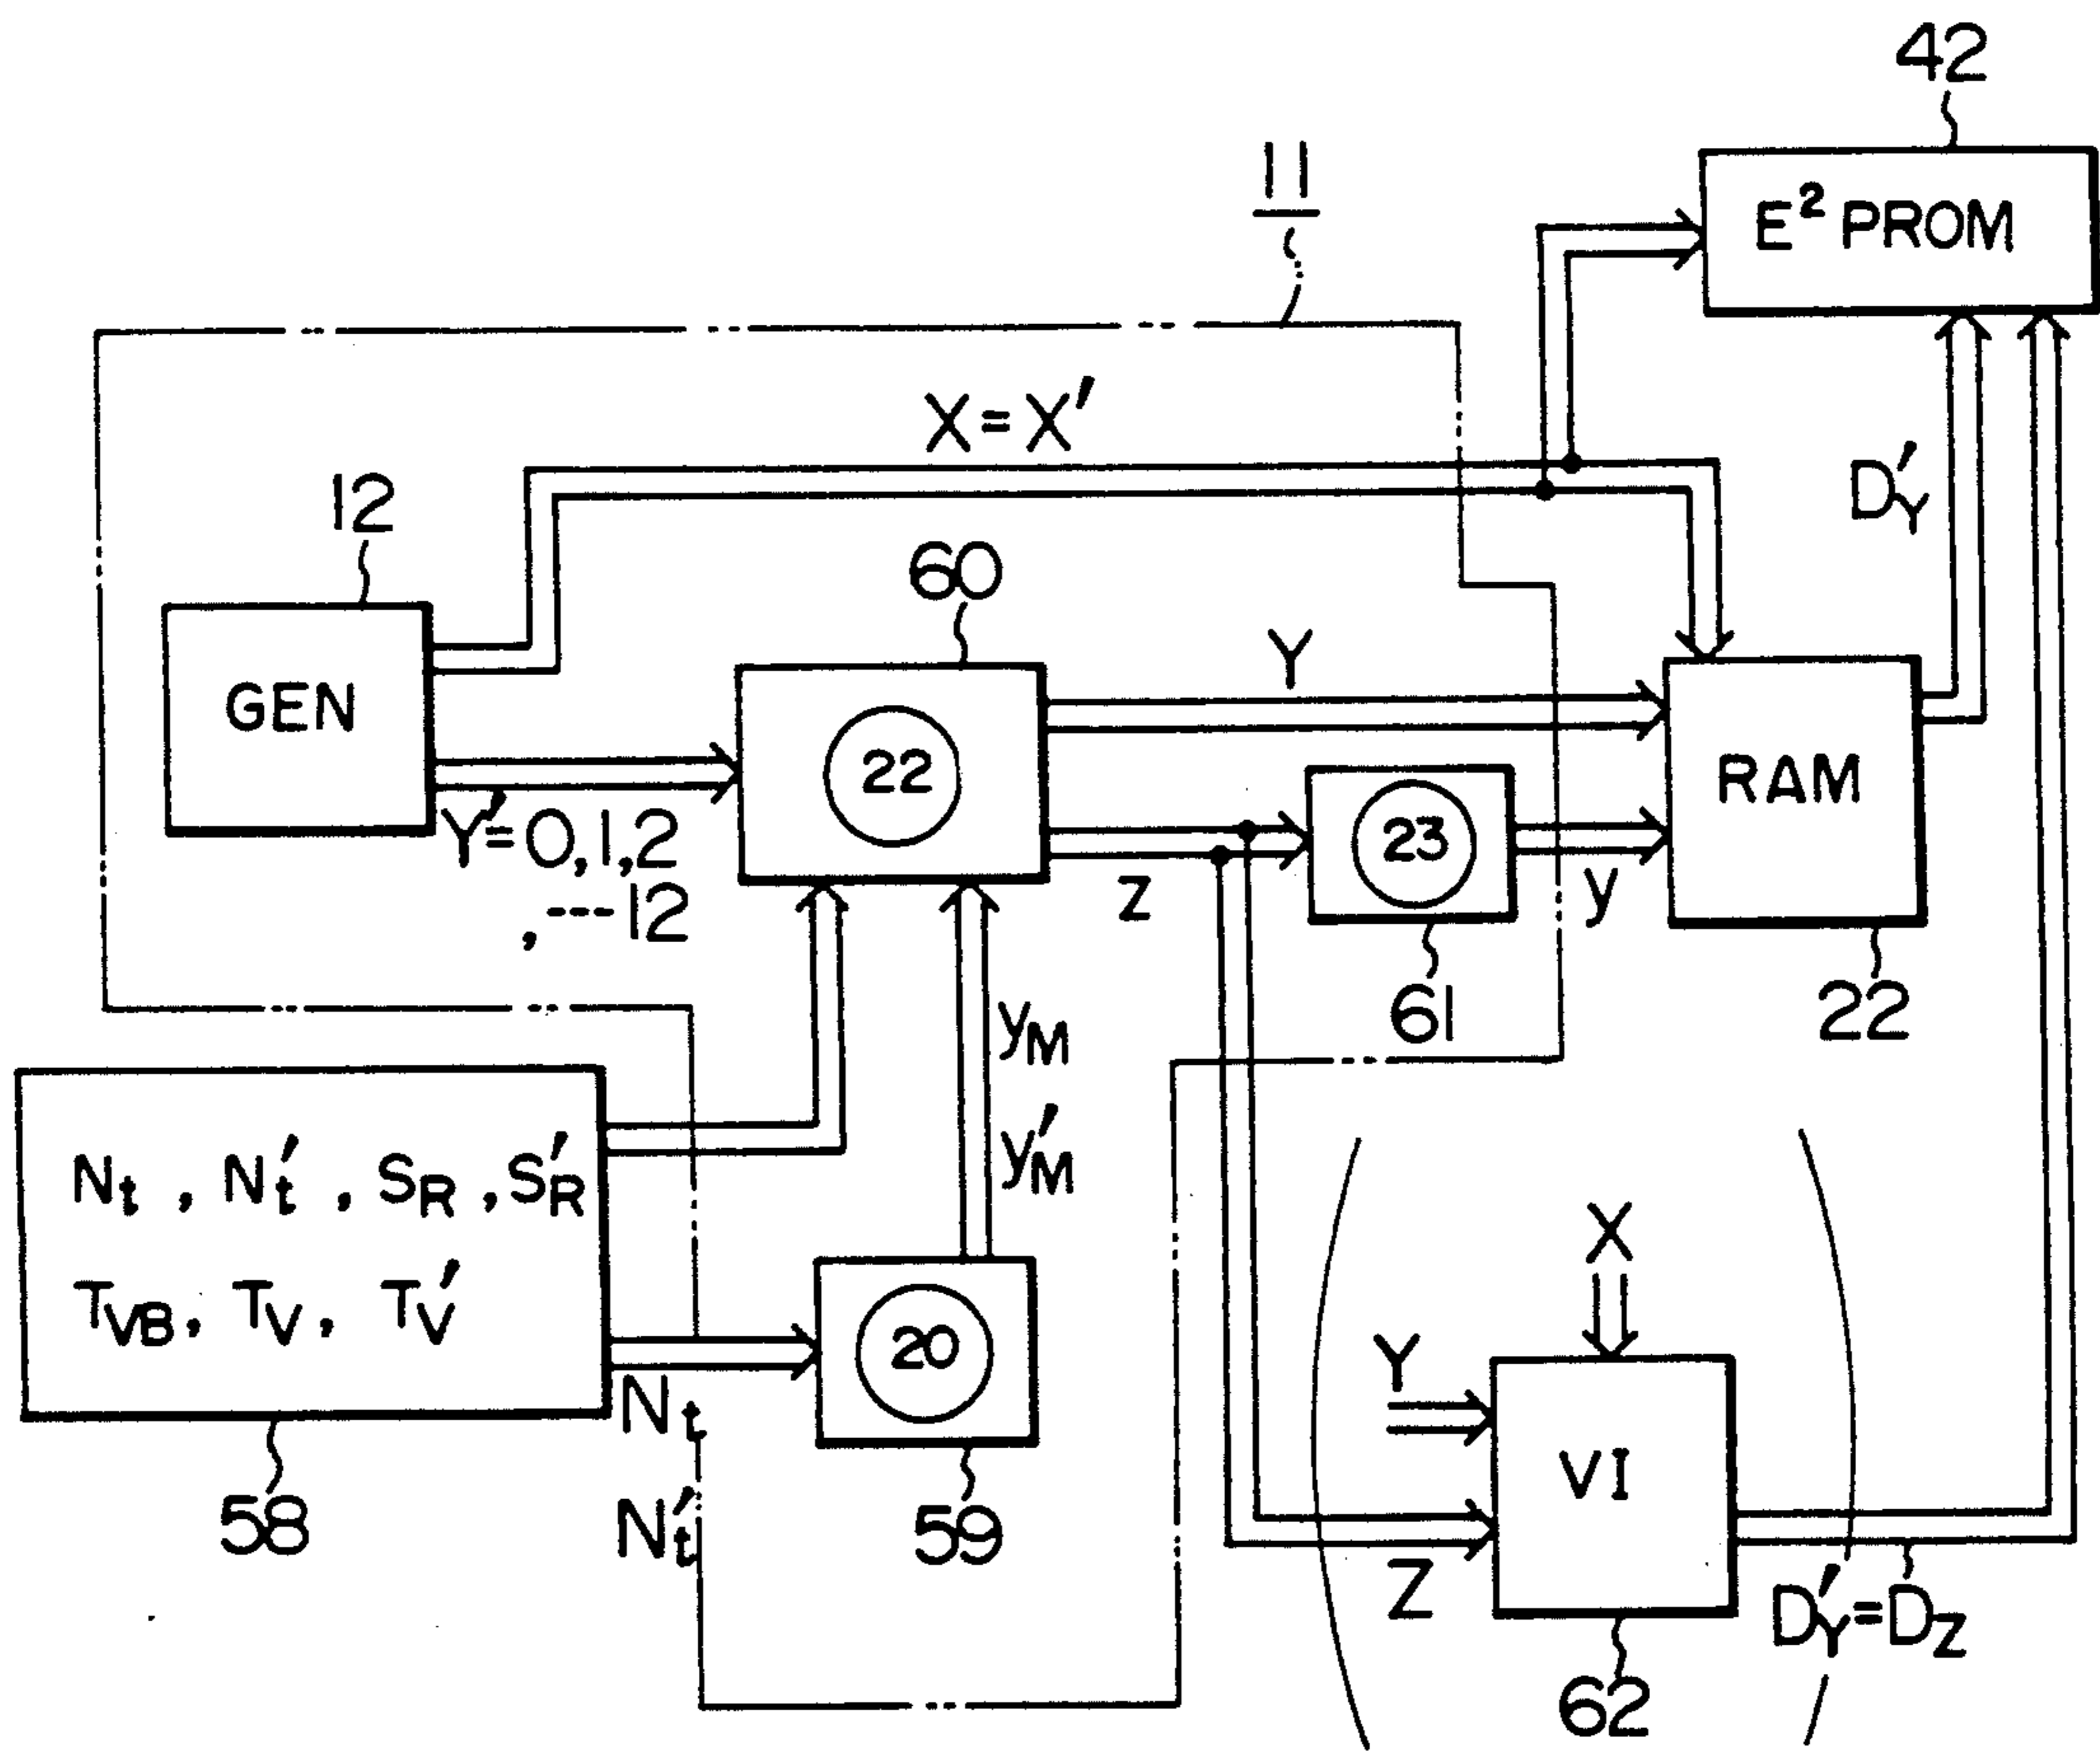 42
11
E² PROM
X=X′
D′Y
12
60
Y
GEN
22
RAM
Y′=0,1,2
,---12
z
23
y
61
22
yM
y′M
Nt , N′t , SR , S′R
TVB, TV, T′V
X
Y
20
Nt
VI
58
N′t
59
Z
D′Y=DZ
62